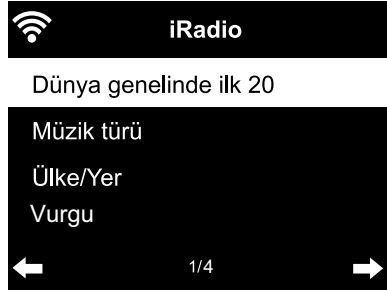 iRadio
Dünya genelinde ilk 20
Müzik türü
Ülke/Yer
Vurgu
1/4